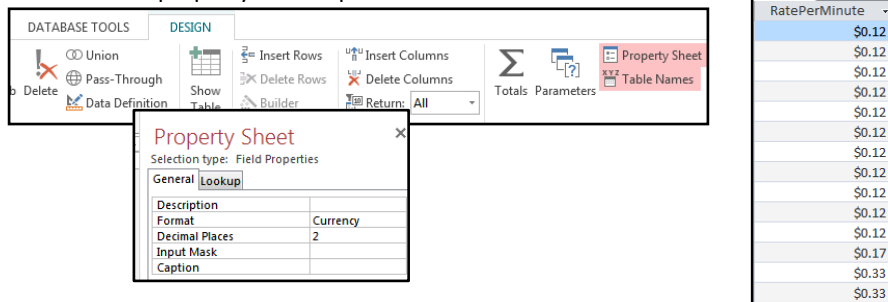 DATABASE TOOLS DESIGN
Union
Pass-Through
Data Definition
b Delete
Show
Table
Insert Rows
Delete Rows
Builder
Insert Columns
Delete Columns
Return: All
Totals
Parameters
Property Sheet
XYZ Table Names
Property Sheet
Selection type: Field Properties
General Lookup
Description
Format Currency
Decimal Places 2
Input Mask
Caption
RatePerMinute
$0.12
$0.12
$0.12
$0.12
$0.12
$0.12
$0.12
$0.12
$0.12
$0.12
$0.12
$0.17
$0.33
$0.33